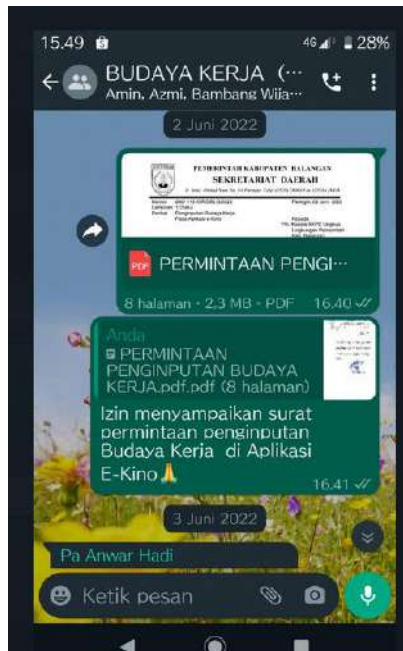 15.49
4G 28%
BUDAYA KERJA (···
Amin, Azmi, Bambang Wija···
2 Juni 2022
PEMERINTAH KABUPATEN BALANGAN
SEKRETARIAT DAERAH
PDF
PERMINTAAN PENGI···
8 halaman · 2,3 MB · PDF 16.40
Anda
PERMINTAAN
PENGINPUTAN BUDAYA
KERJA.pdf.pdf (8 halaman)
Izin menyampaikan surat
permintaan penginputan
Budaya Kerja di Aplikasi
E-Kino🙏
16.41
3 Juni 2022
Pa Anwar Hadi
Ketik pesan